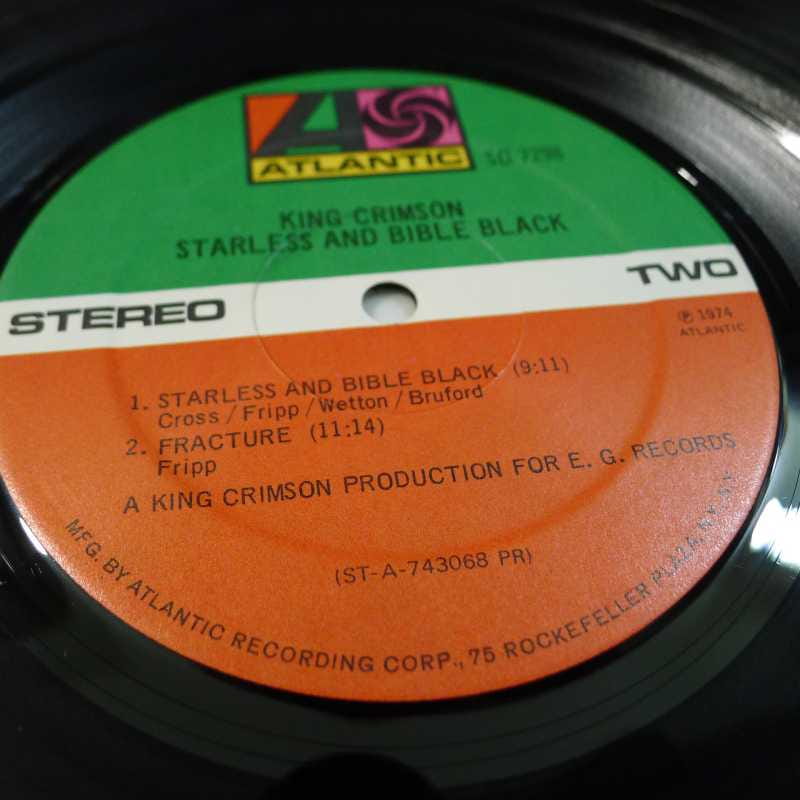 ATLANTIC
SD 7298
KING CRIMSON
STARLESS AND BIBLE BLACK
STEREO
TWO
℗ 1974
ATLANTIC
1. STARLESS AND BIBLE BLACK (9:11)
Cross/Fripp/Wetton/Bruford
2. FRACTURE (11:14)
Fripp
A KING CRIMSON PRODUCTION FOR E. G. RECORDS
(ST-A-743068 PR)
MFG. BY ATLANTIC RECORDING CORP., 75 ROCKEFELLER PLAZA, N.Y. N.Y.